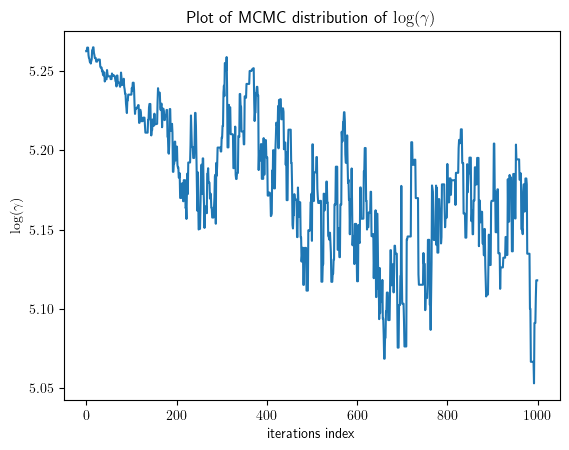 Plot of MCMC distribution of log(γ)
log(γ)
5.25
5.20
5.15
5.10
5.05
0 200 400 600 800 1000
iterations index